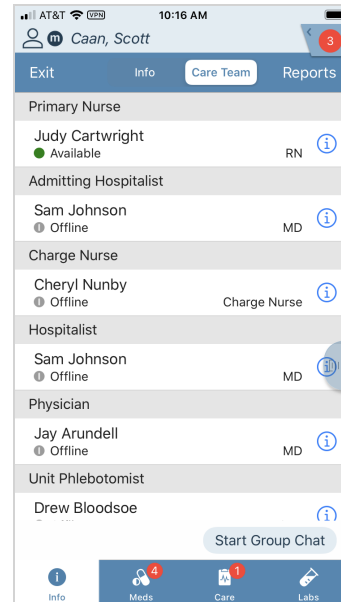 AT&T VPN 10:16 AM
m Caan, Scott 3
Exit Info Care Team Reports
Primary Nurse
Judy Cartwright
Available RN
Admitting Hospitalist
Sam Johnson
Offline MD
Charge Nurse
Cheryl Nunby
Offline Charge Nurse
Hospitalist
Sam Johnson
Offline MD
Physician
Jay Arundell
Offline MD
Unit Phlebotomist
Drew Bloodsoe
Start Group Chat
4 1
Info Meds Care Labs